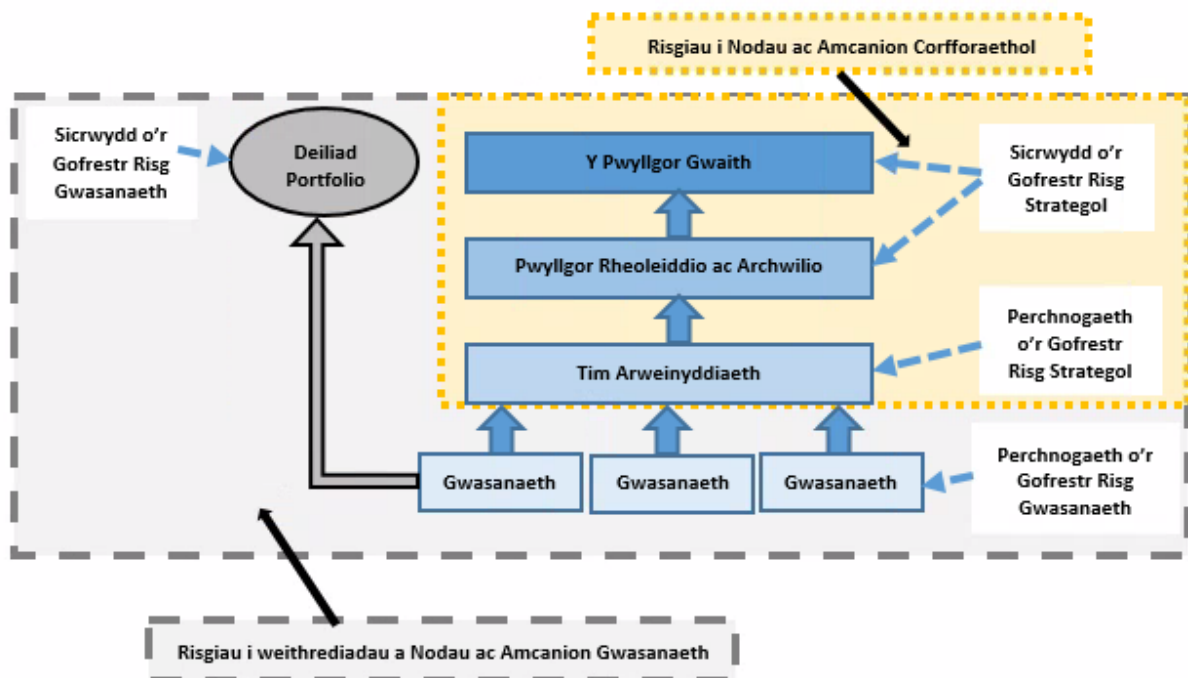 Risgiau i Nodau ac Amcanion Corfforaethol
Sicrwydd o'r
Gofrestr Risg
Gwasanaeth
Deiliad
Portfolio
Y Pwyllgor Gwaith
Sicrwydd o'r
Gofrestr Risg
Strategol
Pwyllgor Rheoleiddio ac Archwilio
Perchnogaeth
o'r Gofrestr
Risg Strategol
Tim Arweinyddiaeth
Gwasanaeth
Gwasanaeth
Gwasanaeth
Perchnogaeth o'r
Gofrestr Risg
Gwasanaeth
Risgiau i weithrediadau a Nodau ac Amcanion Gwasanaeth